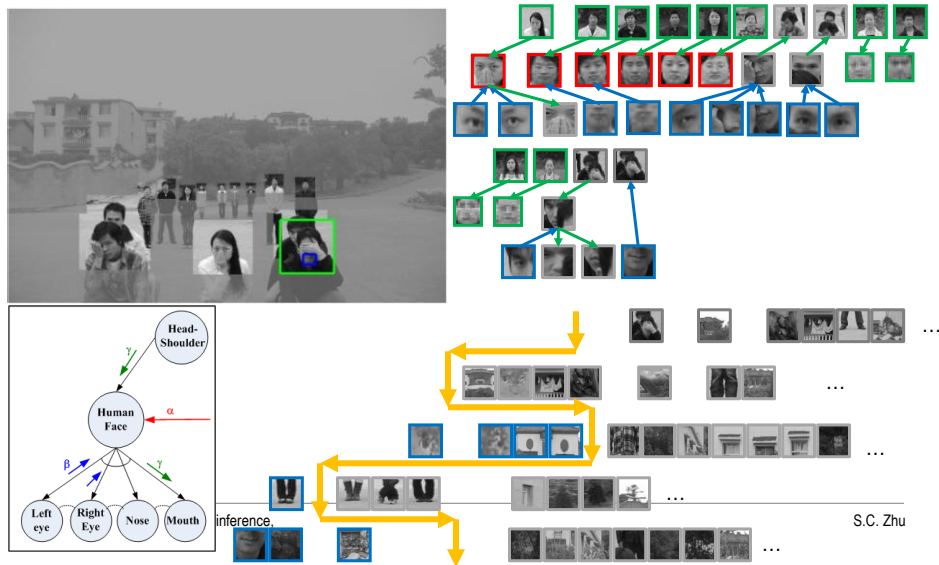 ...
Head-
Shoulder
γ
Human
Face
α
...
β
γ
...
Left
eye
Right
Eye
Nose
Mouth
...
inference,
S.C. Zhu
...